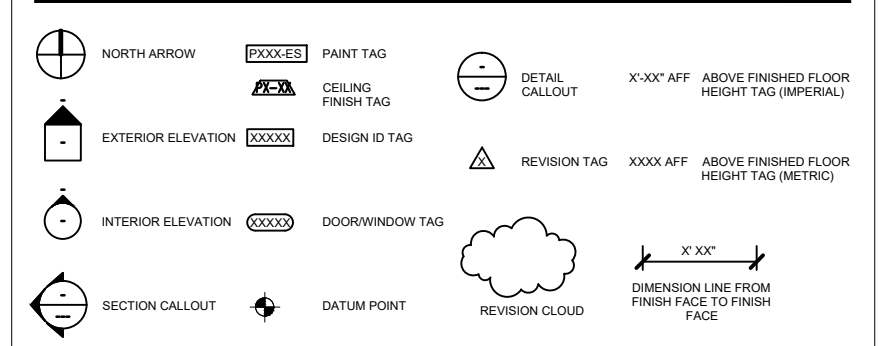 NORTH ARROW
PXXX-ES PAINT TAG
PX-XX CEILING
FINISH TAG
-
---
DETAIL
CALLOUT
X'-XX" AFF ABOVE FINISHED FLOOR
HEIGHT TAG (IMPERIAL)
-
-
EXTERIOR ELEVATION
XXXXX DESIGN ID TAG
X REVISION TAG
XXXX AFF ABOVE FINISHED FLOOR
HEIGHT TAG (METRIC)
-
-
INTERIOR ELEVATION
XXXXX DOOR/WINDOW TAG
REVISION CLOUD
X' XX"
DIMENSION LINE FROM
FINISH FACE TO FINISH
FACE
-
---
SECTION CALLOUT
DATUM POINT